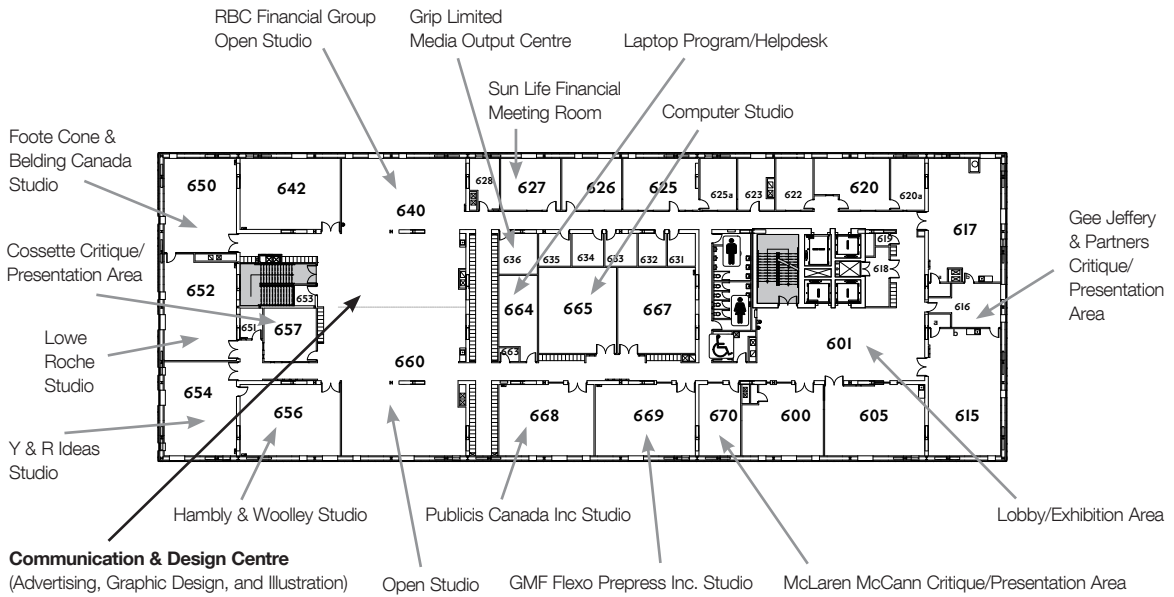 RBC Financial Group
Open Studio
Grip Limited
Media Output Centre
Laptop Program/Helpdesk
Sun Life Financial
Meeting Room
Computer Studio
Foote Cone &
Belding Canada
Studio
Cossette Critique/
Presentation Area
Lowe
Roche
Studio
Y & R Ideas
Studio
Gee Jeffery
& Partners
Critique/
Presentation
Area
650
642
640
628
627
626
625
625a
623
622
620
620a
617
636
635
634
633
632
631
619
618
652
653
651
657
664
665
667
663
616
a
b
601
660
654
656
668
669
670
600
605
615
Hambly & Woolley Studio
Publicis Canada Inc Studio
Lobby/Exhibition Area
Communication & Design Centre
(Advertising, Graphic Design, and Illustration)
Open Studio
GMF Flexo Prepress Inc. Studio
McLaren McCann Critique/Presentation Area